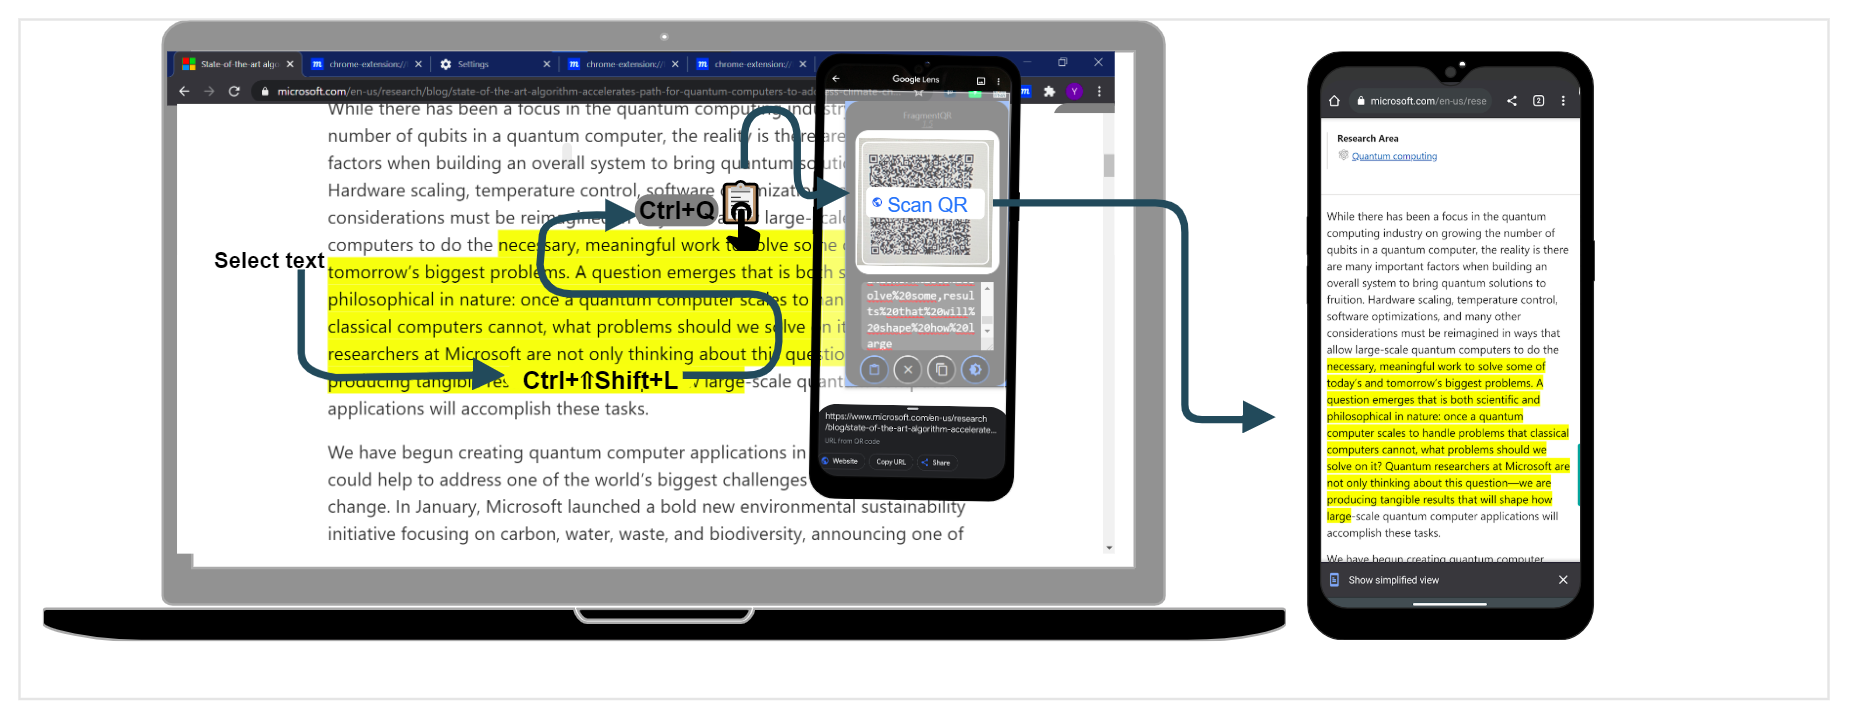 State-of-the-art algo
chrome-extension://
Settings
chrome-extension://
chrome-extension://
microsoft.com/en-us/research/blog/state-of-the-art-algorithm-accelerates-path-for-quantum-computers-to-address-climate-ch
Y
While there has been a focus in the quantum computing industry
number of qubits in a quantum computer, the reality is there are
factors when building an overall system to bring quantum solutio
Hardware scaling, temperature control, software optimizatio
considerations must be reimagined large-scale
computers to do the necessary, meaningful work to solve some
tomorrow's biggest problems. A question emerges that is both s
philosophical in nature: once a quantum computer scales to han
classical computers cannot, what problems should we solve on it
researchers at Microsoft are not only thinking about this questio
producing tangible res large-scale quant
applications will accomplish these tasks.
We have begun creating quantum computer applications in
could help to address one of the world's biggest challenges
change. In January, Microsoft launched a bold new environmental sustainability
initiative focusing on carbon, water, waste, and biodiversity, announcing one of
Select text
Ctrl+⇧Shift+L
Ctrl+Q
Google Lens
FragmentQR
Scan QR
olve%20some,resul
ts%20that%20will%
20shape%20how%20l
arge
https://www.microsoft.com/en-us/research
/blog/state-of-the-art-algorithm-accelerate...
URL from QR code
Website
Copy URL
Share
microsoft.com/en-us/rese
2
Research Area
Quantum computing
While there has been a focus in the quantum
computing industry on growing the number of
qubits in a quantum computer, the reality is there
are many important factors when building an
overall system to bring quantum solutions to
fruition. Hardware scaling, temperature control,
software optimizations, and many other
considerations must be reimagined in ways that
allow large-scale quantum computers to do the
necessary, meaningful work to solve some of
today's and tomorrow's biggest problems. A
question emerges that is both scientific and
philosophical in nature: once a quantum
computer scales to handle problems that classical
computers cannot, what problems should we
solve on it? Quantum researchers at Microsoft are
not only thinking about this question—we are
producing tangible results that will shape how
large-scale quantum computer applications will
accomplish these tasks.
We have begun creating quantum computer
Show simplified view